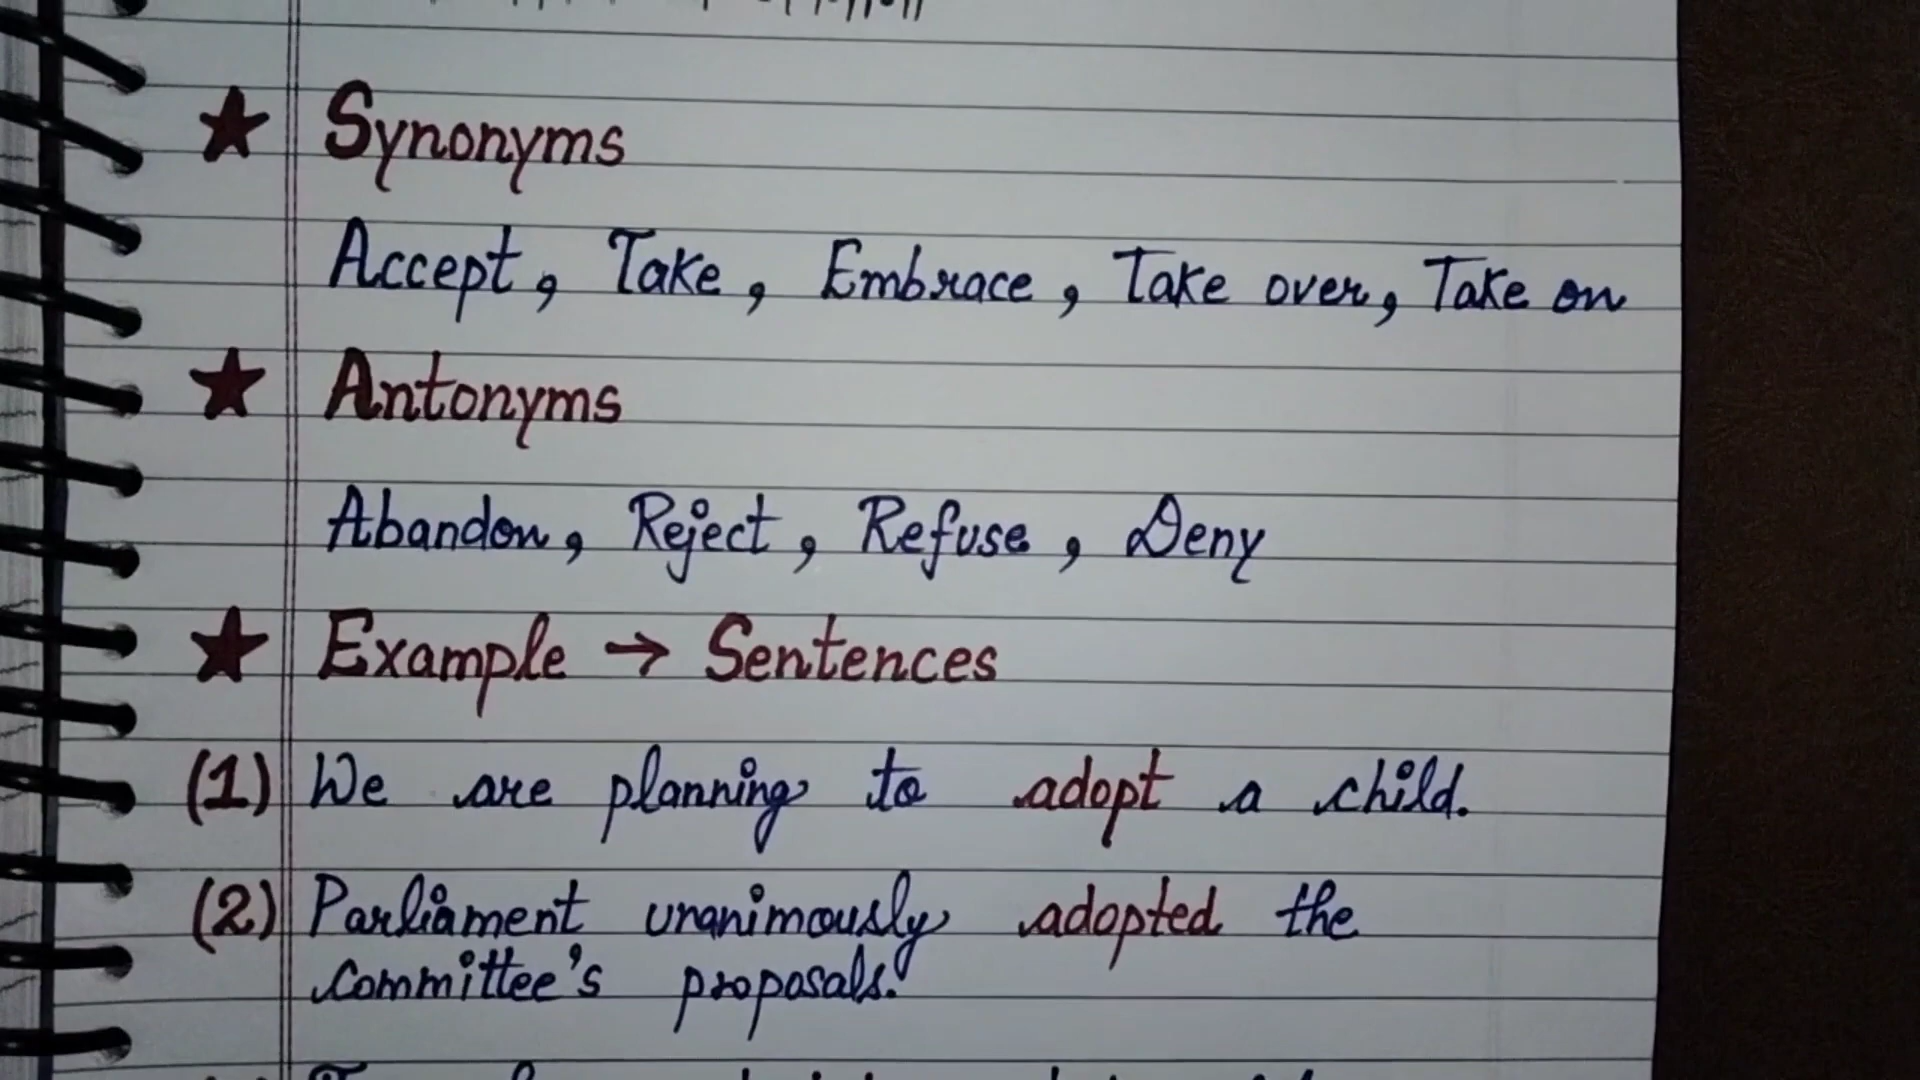 ★ Synonyms
Accept, Take, Embrace, Take over, Take on
★ Antonyms
Abandon, Reject, Refuse, Deny
★ Example → Sentences
(1) We are planning to adopt a child.
(2) Parliament unanimously adopted the
committee's proposals.